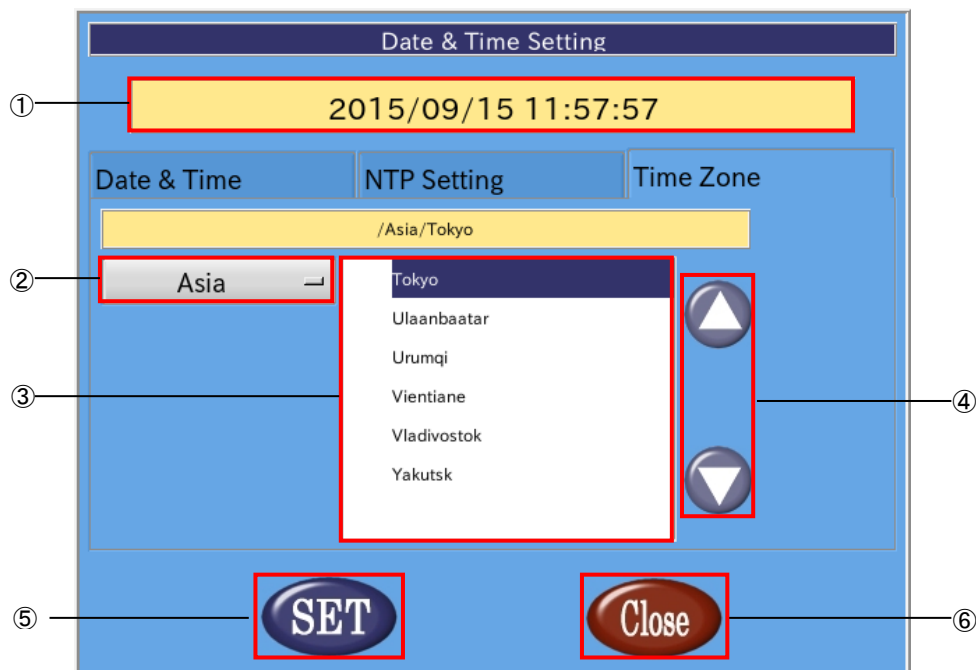 Date & Time Setting
① 2015/09/15 11:57:57
Date & Time NTP Setting Time Zone
/Asia/Tokyo
② Asia Tokyo
Ulaanbaatar
Urumqi
③ Vientiane ④
Vladivostok
Yakutsk
⑤ SET Close ⑥